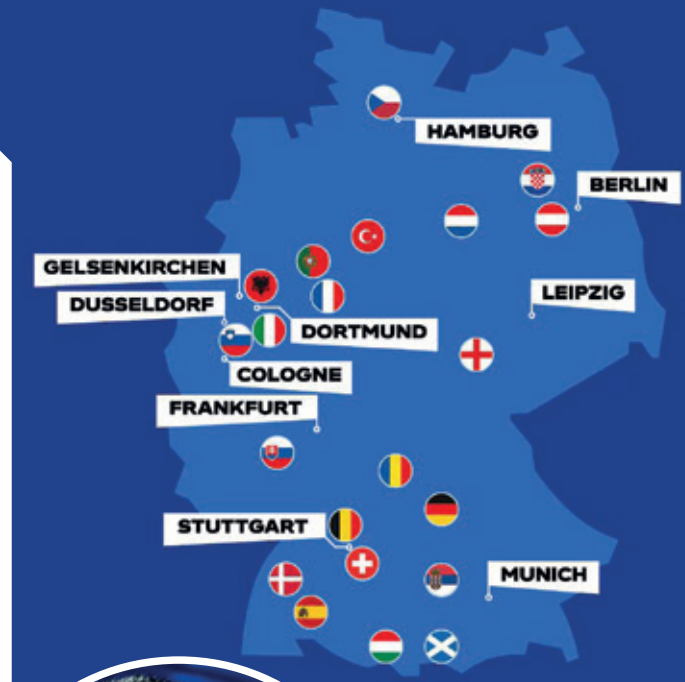 HAMBURG
BERLIN
GELSENKIRCHEN
LEIPZIG
DUSSELDORF
DORTMUND
COLOGNE
FRANKFURT
STUTTGART
MUNICH